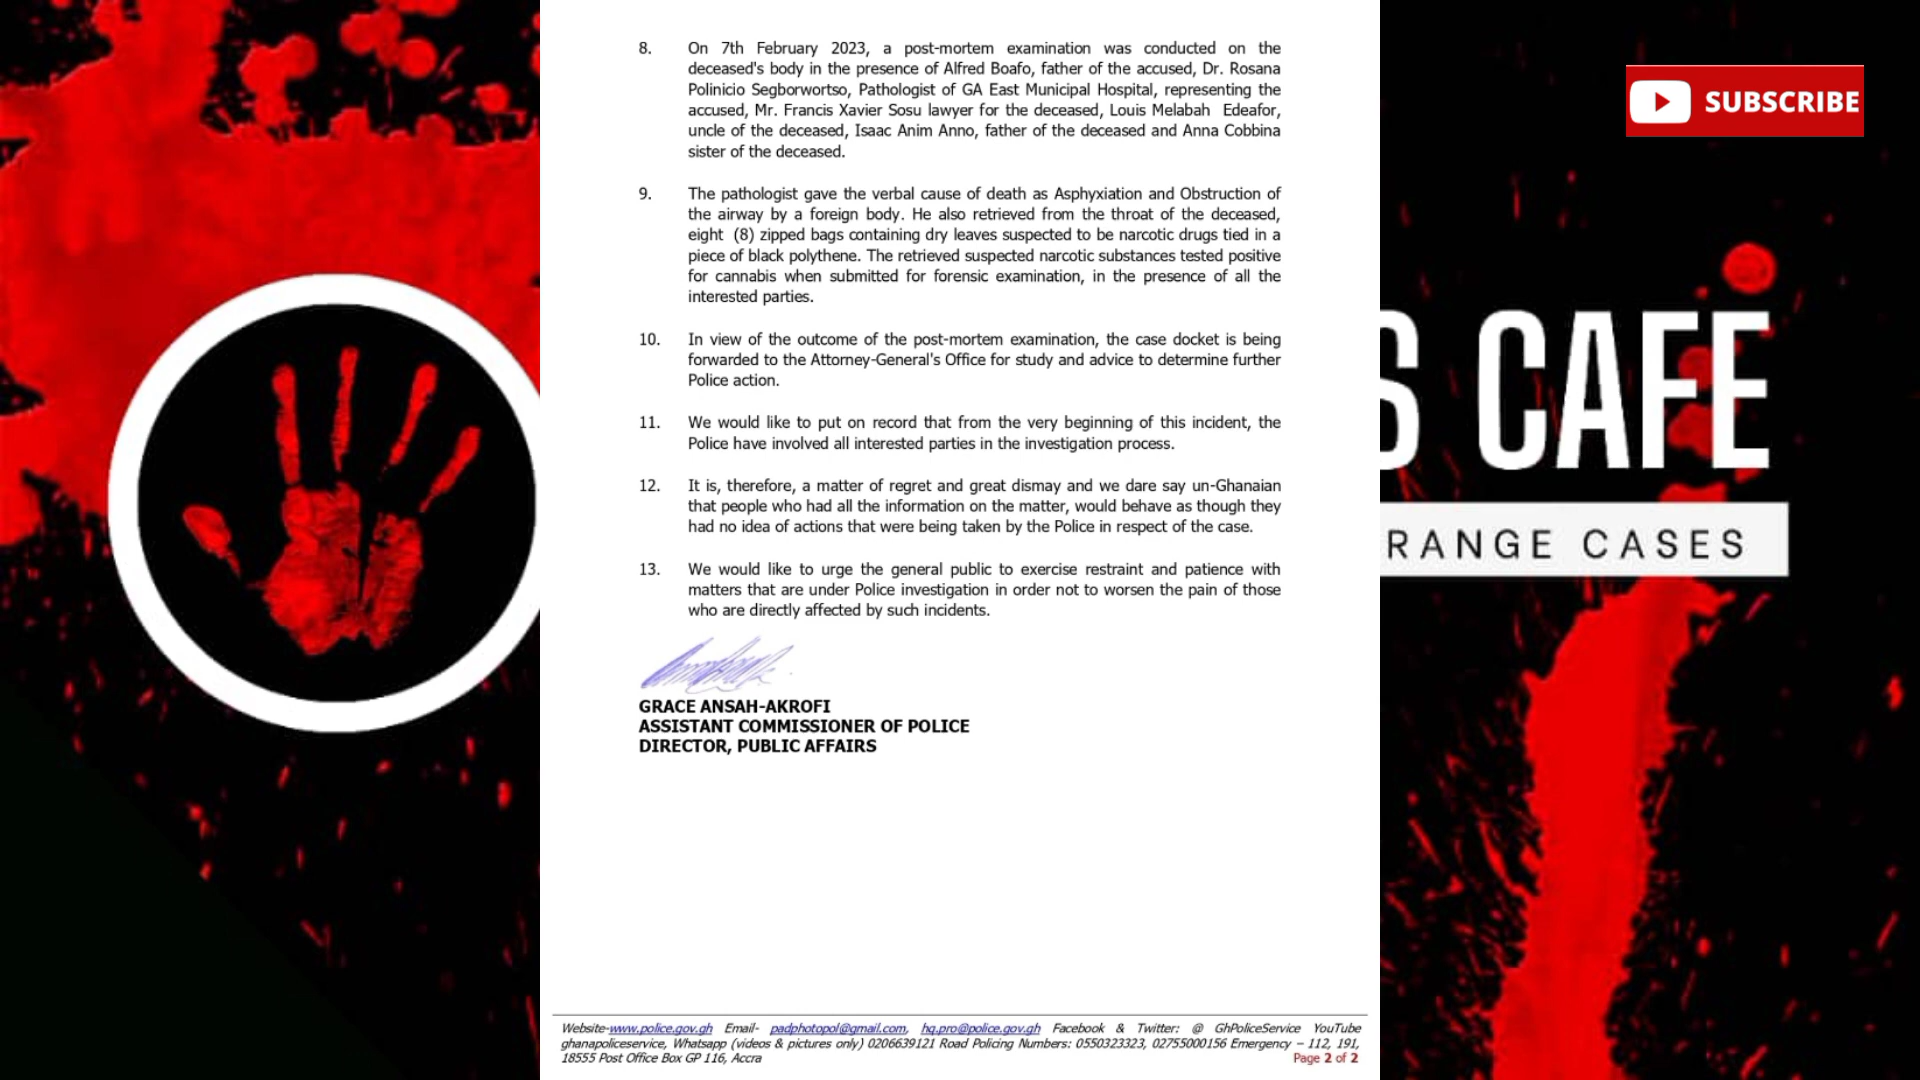 8. On 7th February 2023, a post-mortem examination was conducted on the
deceased's body in the presence of Alfred Boafo, father of the accused, Dr. Rosana
Polinicio Segborwortso, Pathologist of GA East Municipal Hospital, representing the
accused, Mr. Francis Xavier Sosu lawyer for the deceased, Louis Melabah Edeafor,
uncle of the deceased, Isaac Anim Anno, father of the deceased and Anna Cobbina
sister of the deceased.
9. The pathologist gave the verbal cause of death as Asphyxiation and Obstruction of
the airway by a foreign body. He also retrieved from the throat of the deceased,
eight (8) zipped bags containing dry leaves suspected to be narcotic drugs tied in a
piece of black polythene. The retrieved suspected narcotic substances tested positive
for cannabis when submitted for forensic examination, in the presence of all the
interested parties.
10. In view of the outcome of the post-mortem examination, the case docket is being
forwarded to the Attorney-General's Office for study and advice to determine further
Police action.
11. We would like to put on record that from the very beginning of this incident, the
Police have involved all interested parties in the investigation process.
12. It is, therefore, a matter of regret and great dismay and we dare say un-Ghanaian
that people who had all the information on the matter, would behave as though they
had no idea of actions that were being taken by the Police in respect of the case.
13. We would like to urge the general public to exercise restraint and patience with
matters that are under Police investigation in order not to worsen the pain of those
who are directly affected by such incidents.
GRACE ANSAH-AKROFI
ASSISTANT COMMISSIONER OF POLICE
DIRECTOR, PUBLIC AFFAIRS
Website-www.police.gov.gh Email- padphotopol@gmail.com, hq.pro@police.gov.gh Facebook & Twitter: @ GhPoliceService YouTube
ghanapoliceservice, Whatsapp (videos & pictures only) 0206639121 Road Policing Numbers: 0550323323, 02755000156 Emergency – 112, 191,
18555 Post Office Box GP 116, Accra
Page 2 of 2
SUBSCRIBE
S CAFE
RANGE CASES